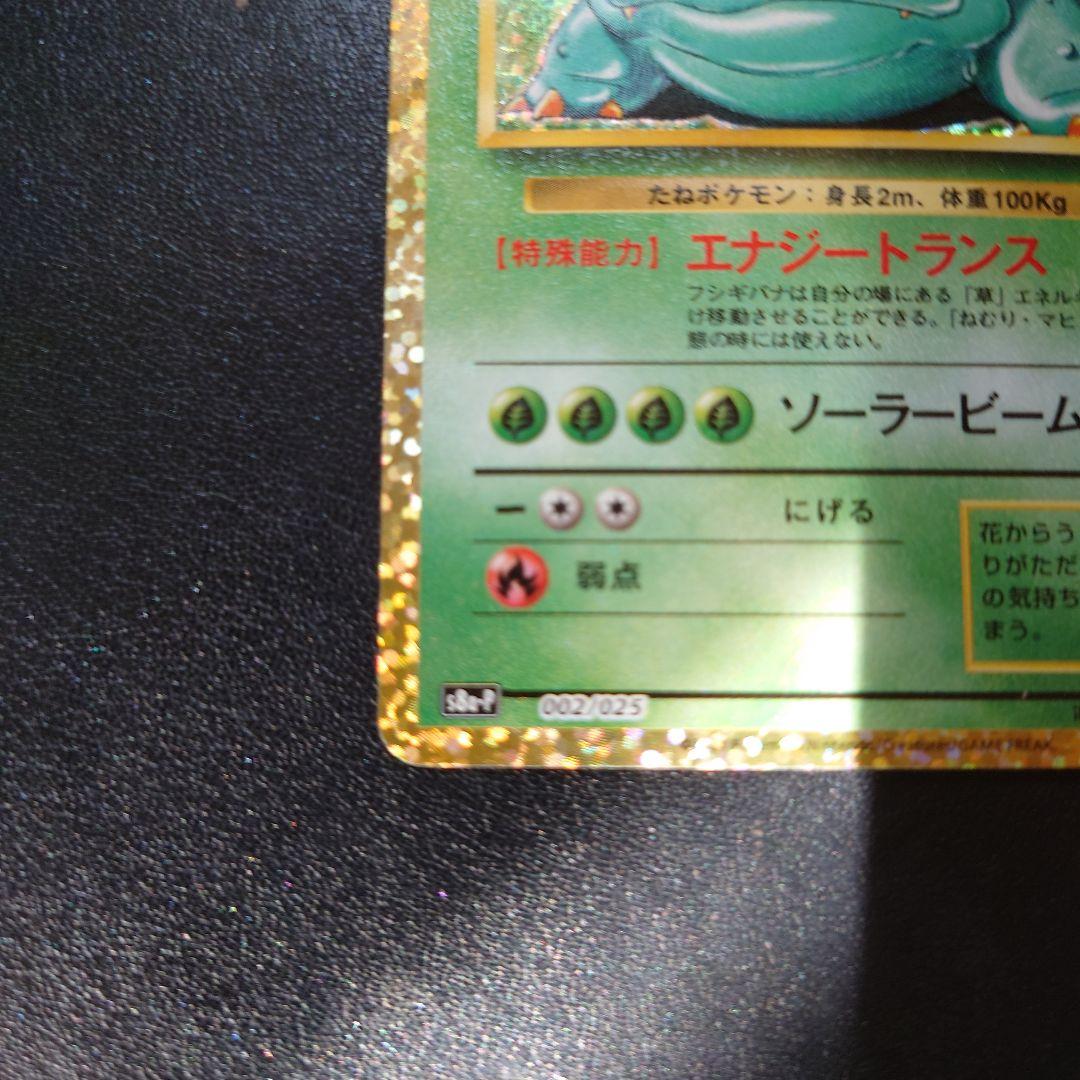 たねポケモン：身長2m、体重100Kg
【特殊能力】 エナジートランス
フシギバナは自分の場にある「草」エネルギ
け移動させることができる。「ねむり・マヒ
態の時には使えない。
ソーラービーム
ー にげる
花からう
りがただ
の気持ち
まう。
弱点
S8a-P 002/025
GAME FREAK